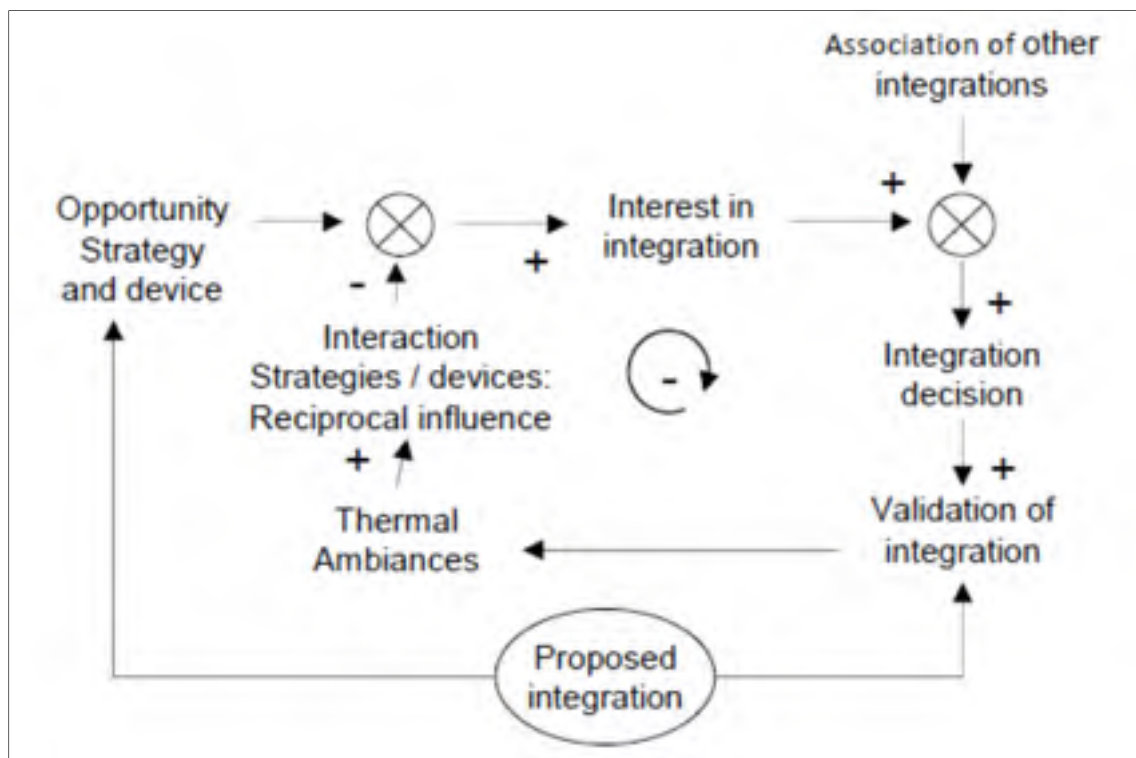 Association of other
integrations
+
Opportunity
Strategy
and device
Interest in
integration
+
-
+
Interaction
Strategies / devices:
Reciprocal influence
-
Integration
decision
+
+
Thermal
Ambiances
Validation of
integration
Proposed
integration